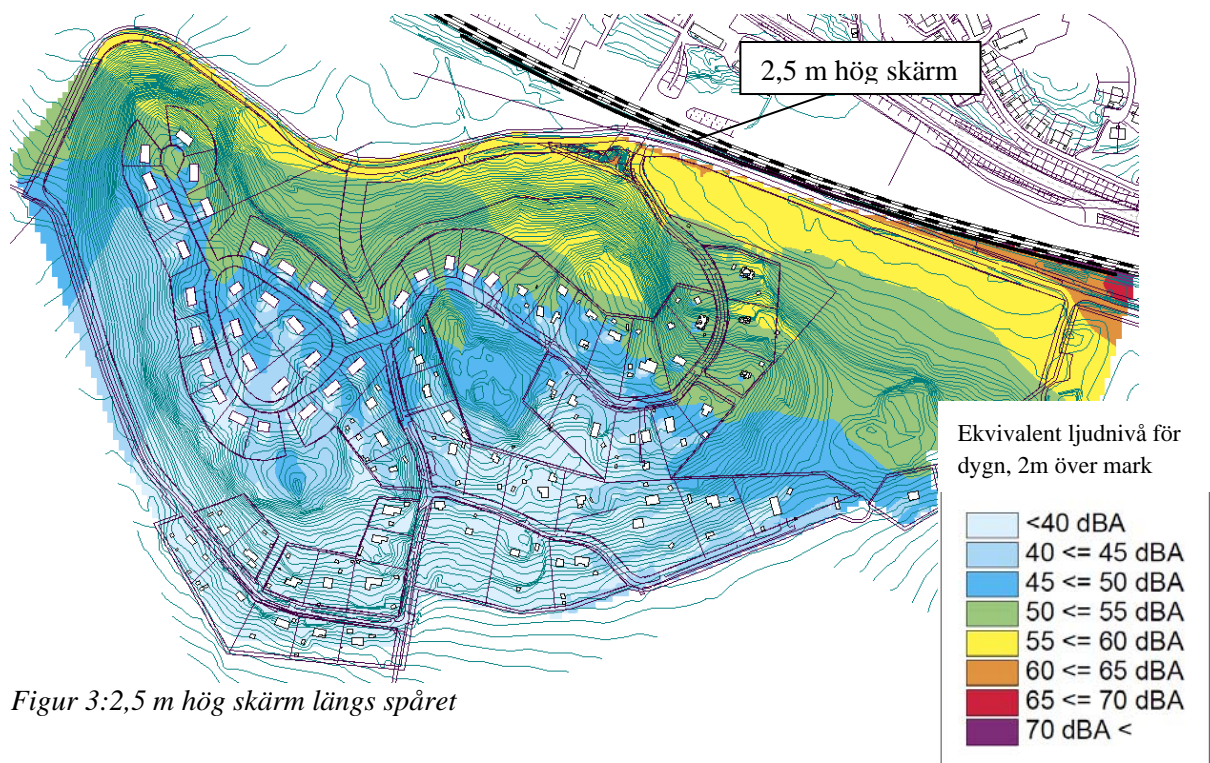 2,5 m hög skärm
Ekvivalent ljudnivå för
dygn, 2m över mark
<40 dBA
40 <= 45 dBA
45 <= 50 dBA
50 <= 55 dBA
55 <= 60 dBA
60 <= 65 dBA
65 <= 70 dBA
70 dBA <
Figur 3:2,5 m hög skärm längs spåret